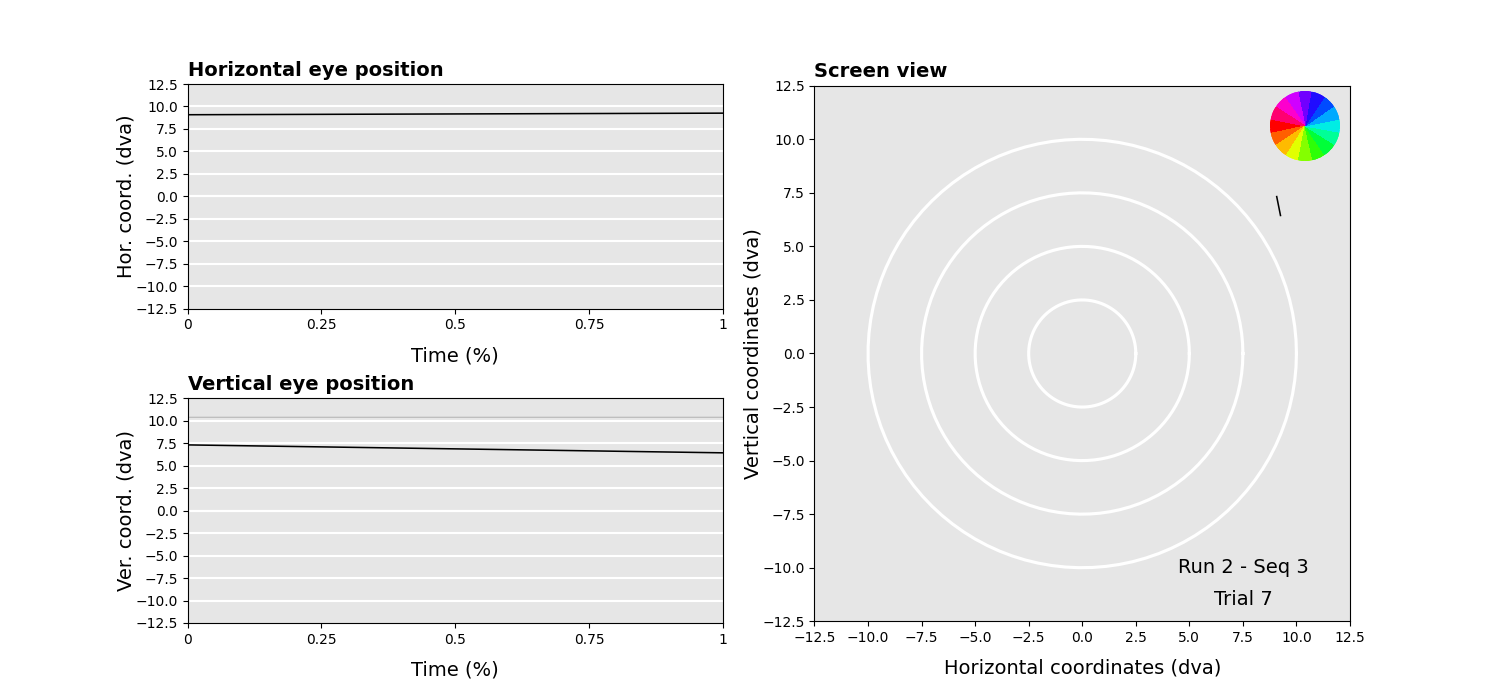 Horizontal eye position
12.5
10.0
7.5
5.0
2.5
0.0
−2.5
−5.0
−7.5
−10.0
−12.5
Hor. coord. (dva)
0 0.25 0.5 0.75 1
Time (%)
Vertical eye position
12.5
10.0
7.5
5.0
2.5
0.0
−2.5
−5.0
−7.5
−10.0
−12.5
Ver. coord. (dva)
0 0.25 0.5 0.75 1
Time (%)
Screen view
12.5
10.0
7.5
5.0
2.5
0.0
−2.5
−5.0
−7.5
−10.0
−12.5
Vertical coordinates (dva)
Run 2 - Seq 3
Trial 7
−12.5 −10.0 −7.5 −5.0 −2.5 0.0 2.5 5.0 7.5 10.0 12.5
Horizontal coordinates (dva)